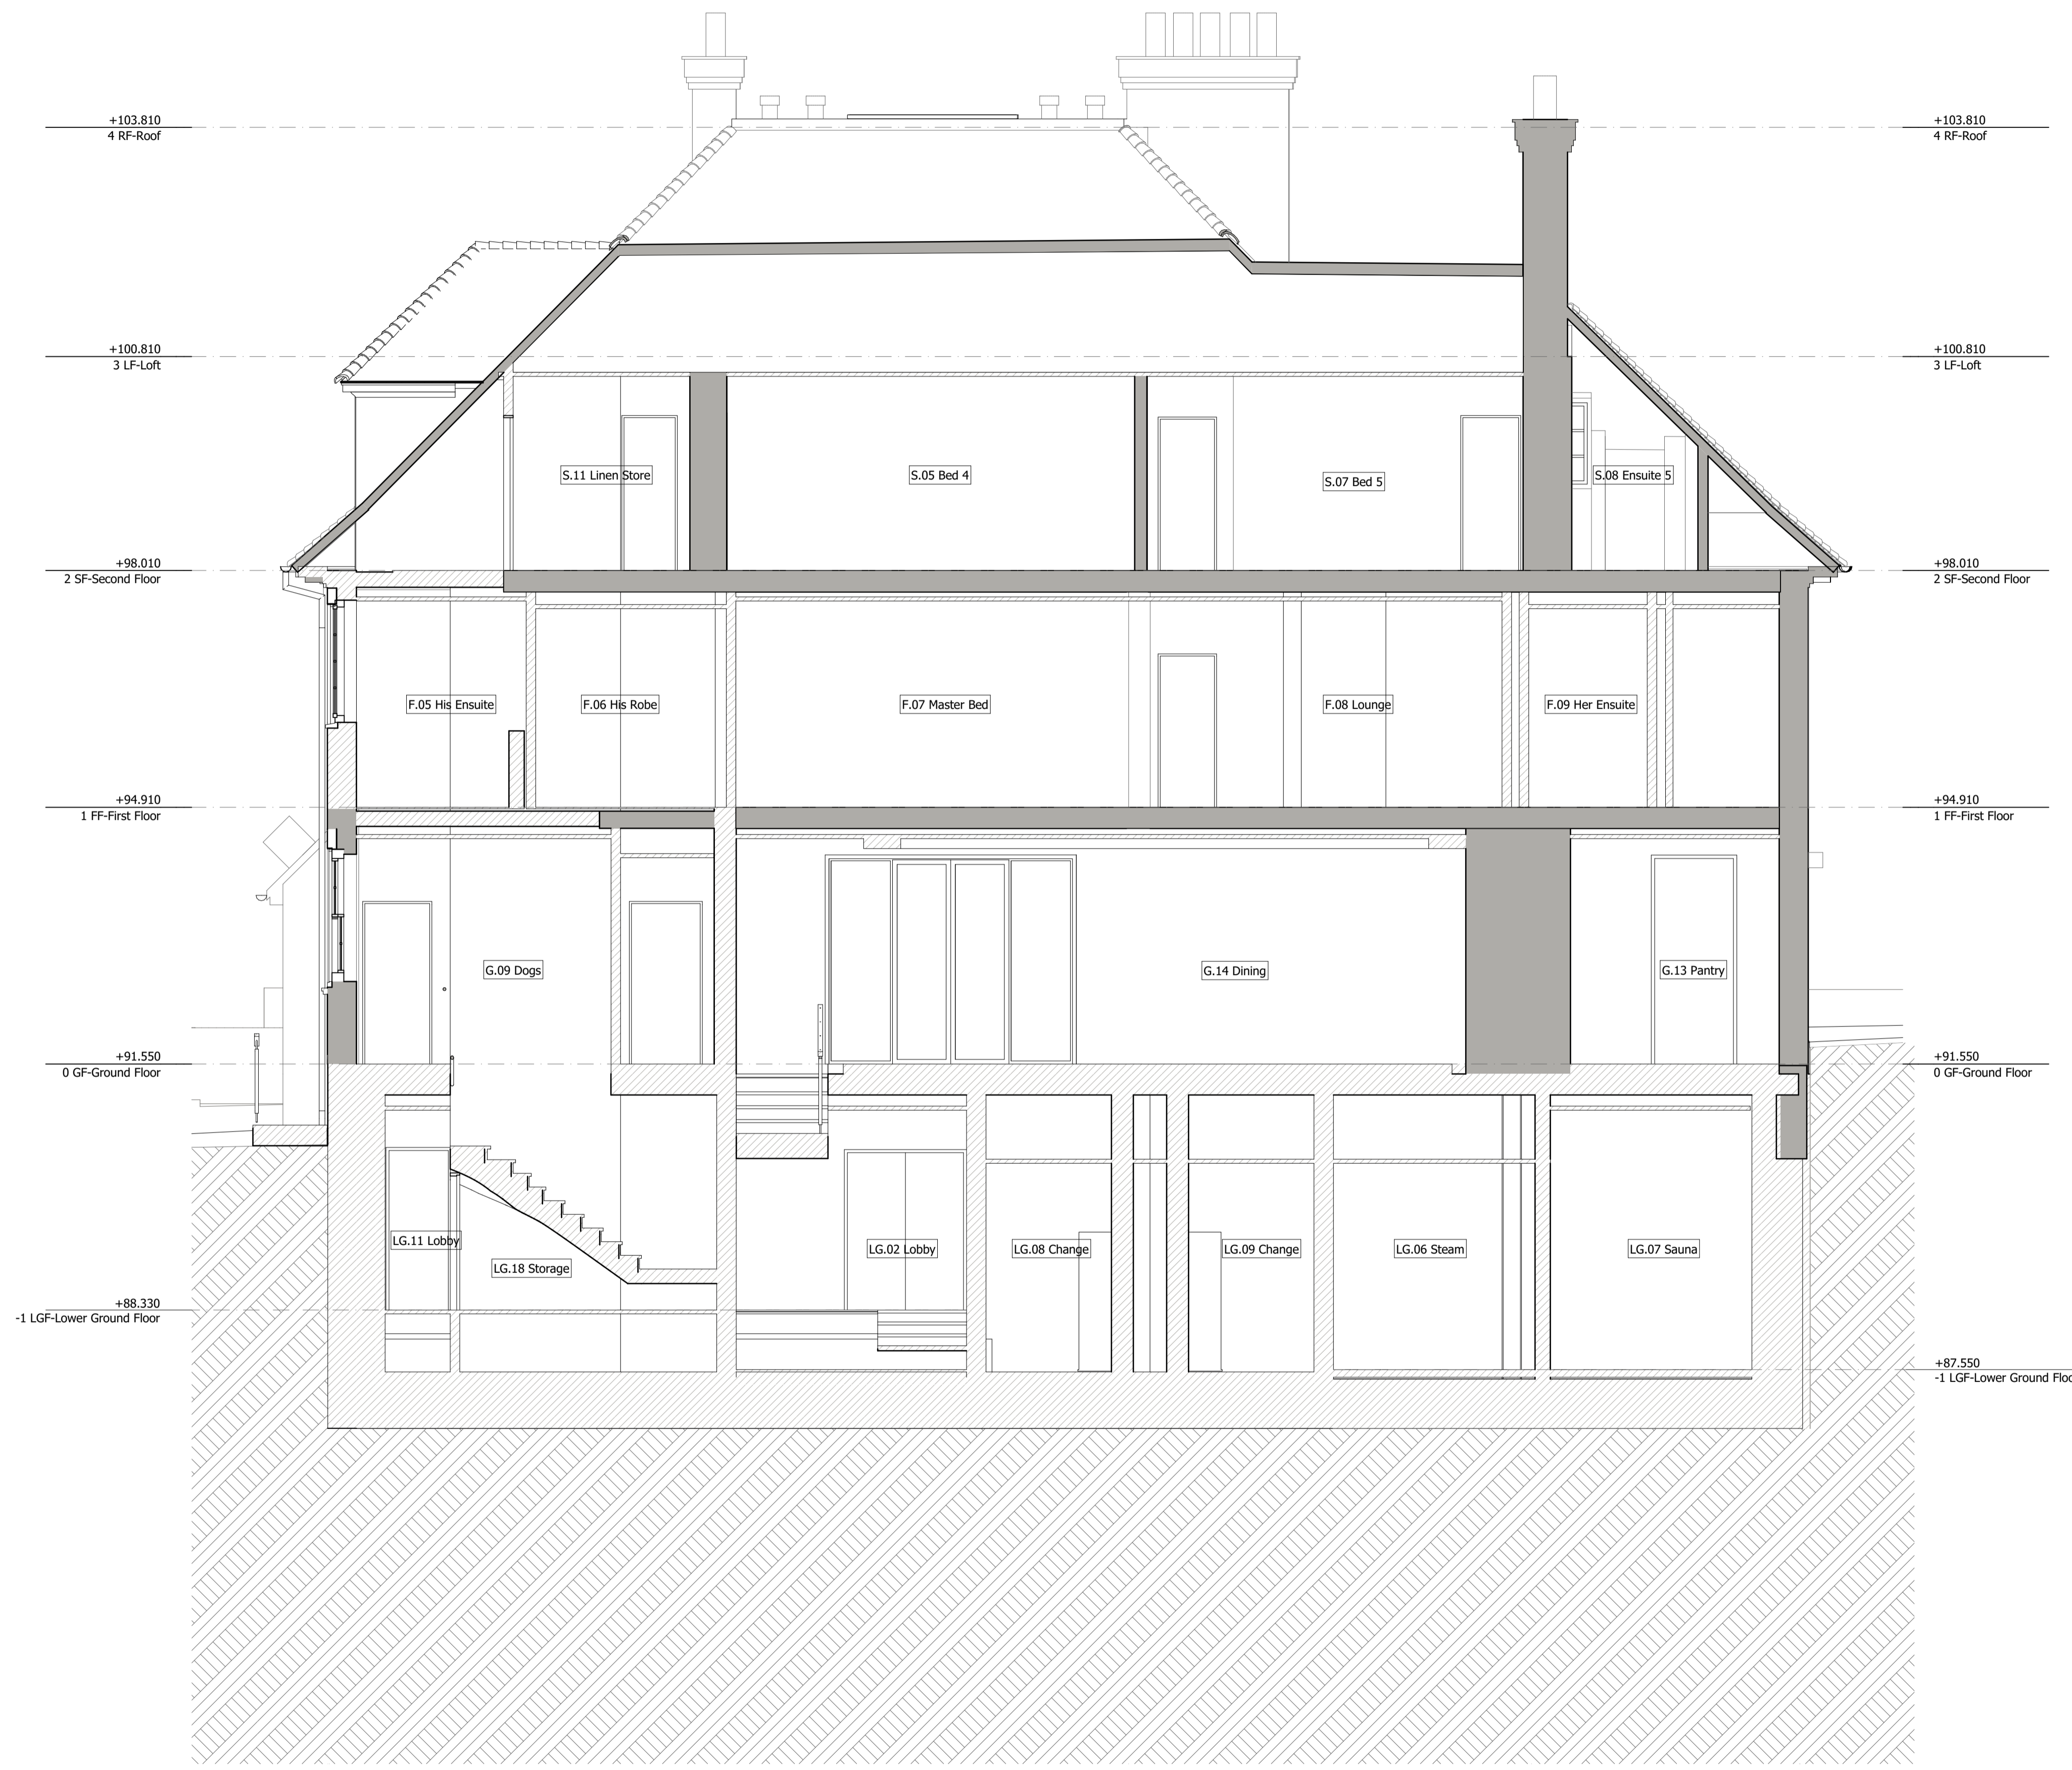 +103.810
4 RF-Roof
+103.810
4 RF-Roof
+100.810
3 LF-Loft
+100.810
3 LF-Loft
S.11 Linen Store
S.05 Bed 4
S.07 Bed 5
S.08 Ensuite 5
+98.010
2 SF-Second Floor
+98.010
2 SF-Second Floor
F.05 His Ensuite
F.06 His Robe
F.07 Master Bed
F.08 Lounge
F.09 Her Ensuite
+94.910
1 FF-First Floor
+94.910
1 FF-First Floor
G.09 Dogs
G.14 Dining
G.13 Pantry
+91.550
0 GF-Ground Floor
+91.550
0 GF-Ground Floor
LG.11 Lobby
LG.18 Storage
LG.02 Lobby
LG.08 Change
LG.09 Change
LG.06 Steam
LG.07 Sauna
+88.330
-1 LGF-Lower Ground Floor
+87.550
-1 LGF-Lower Ground Floo